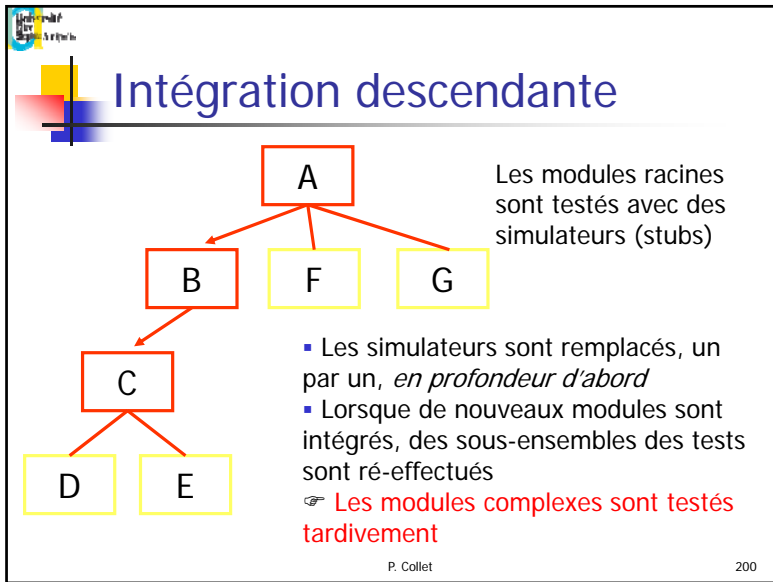 Université
Intégration descendante
A
Les modules racines
sont testés avec des
simulateurs (stubs)
B
F
G
▪ Les simulateurs sont remplacés, un
par un, en profondeur d'abord
C
▪ Lorsque de nouveaux modules sont
intégrés, des sous-ensembles des tests
sont ré-effectués
D
E
☞ Les modules complexes sont testés
tardivement
P. Collet
200